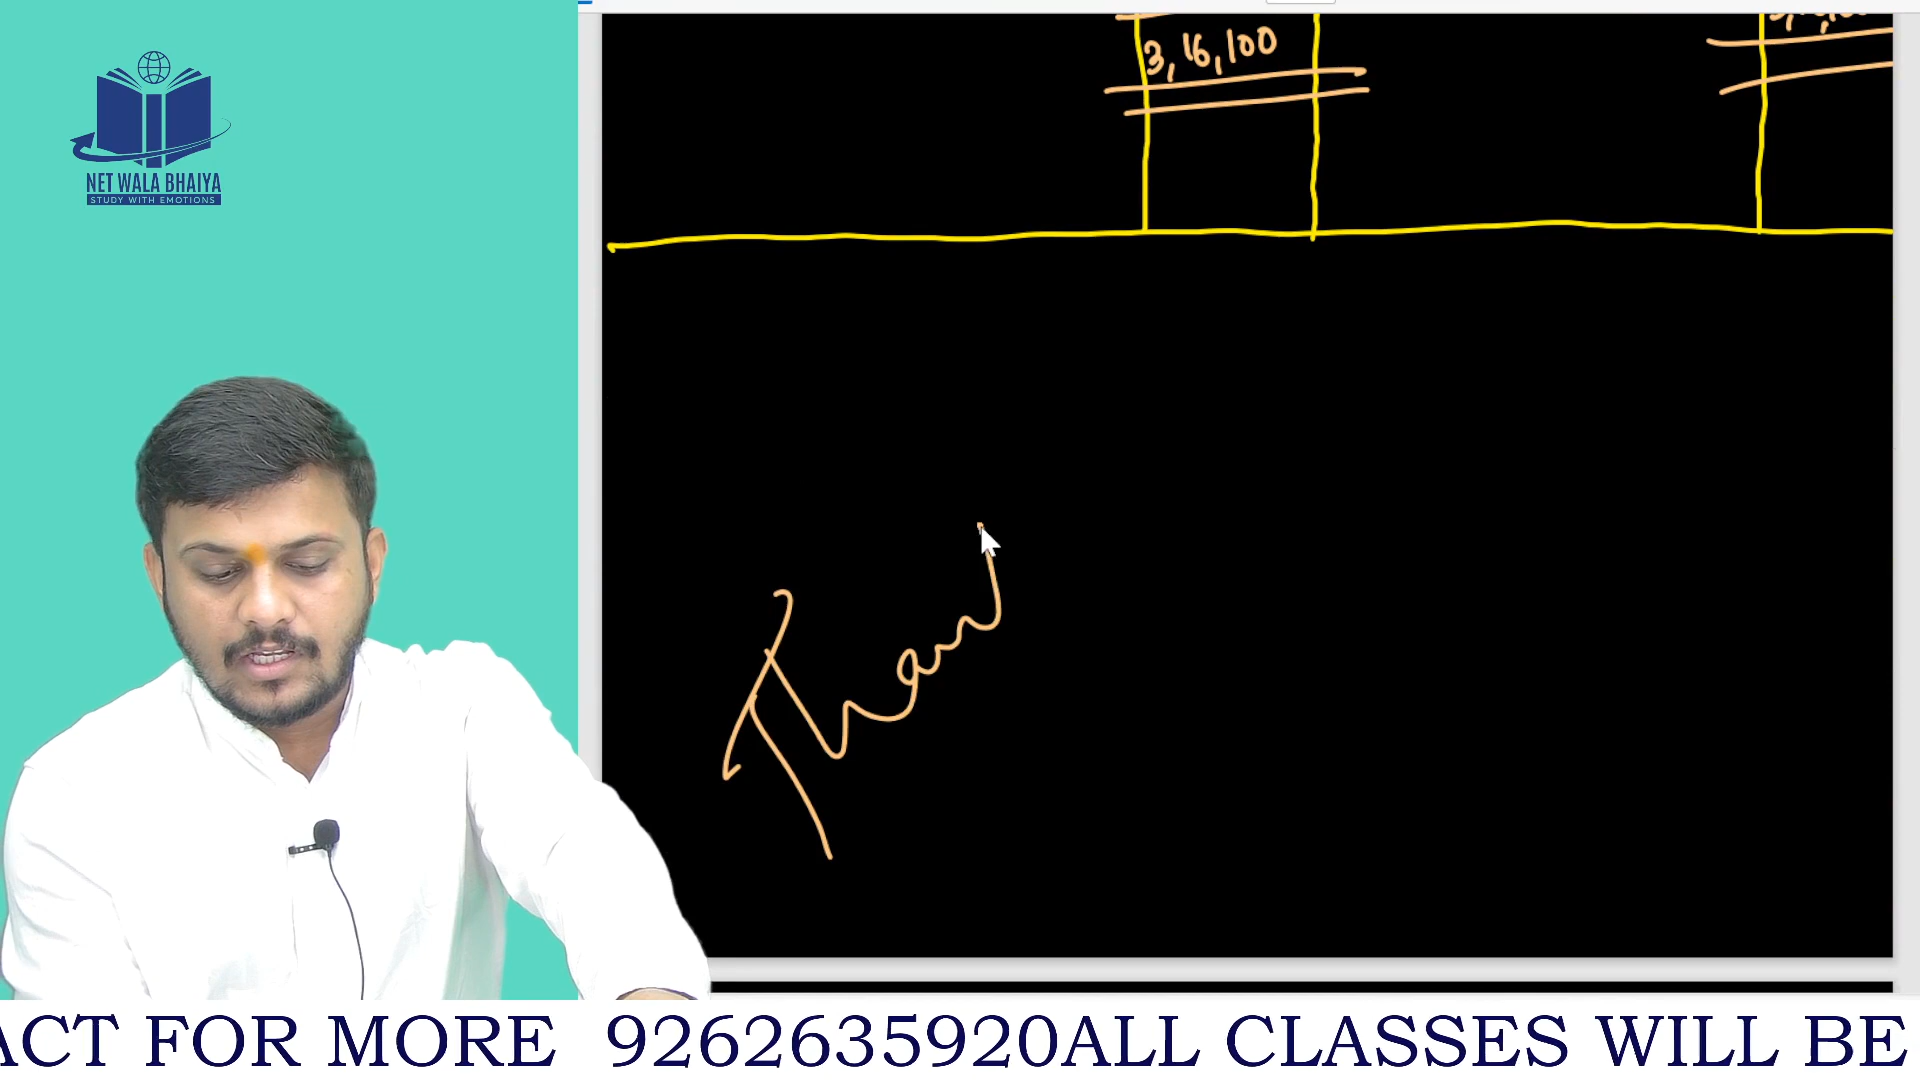 NET WALA BHAIYA
STUDY WITH EMOTIONS
3,16,100
Than
ACT FOR MORE 9262635920ALL CLASSES WILL BE